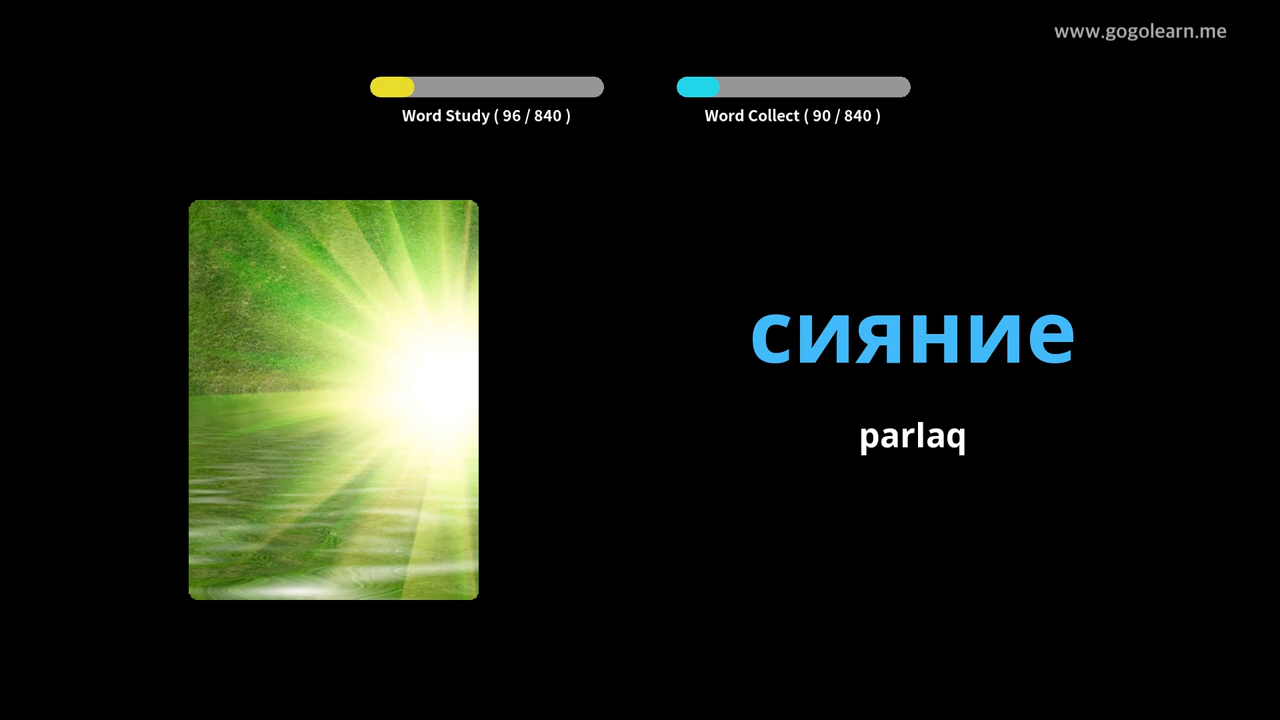 www.gogolearn.me
Word Study ( 96 / 840 )
Word Collect ( 90 / 840 )
сияние
parlaq